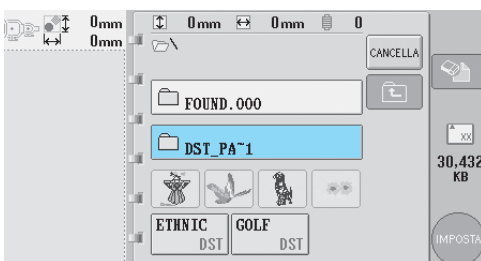 0mm
0mm
0mm 0mm 0
\
CANCELLA
FOUND.000
DST_PA~1
XX
30,432
KB
ETHNIC
DST
GOLF
DST
IMPOSTA